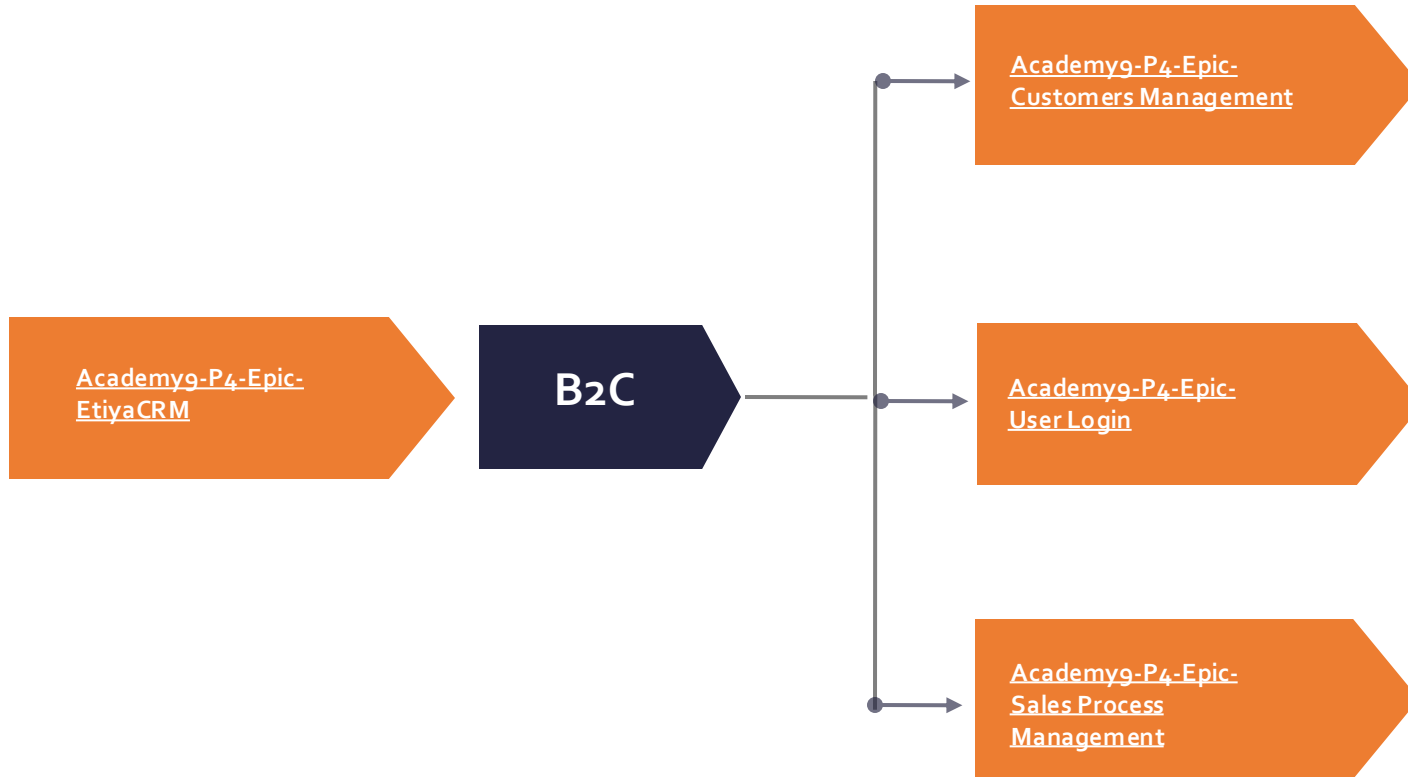 Academy9-P4-Epic-
Customers Management
Academy9-P4-Epic-
EtiyaCRM
B2C
Academy9-P4-Epic-
User Login
Academy9-P4-Epic-
Sales Process
Management